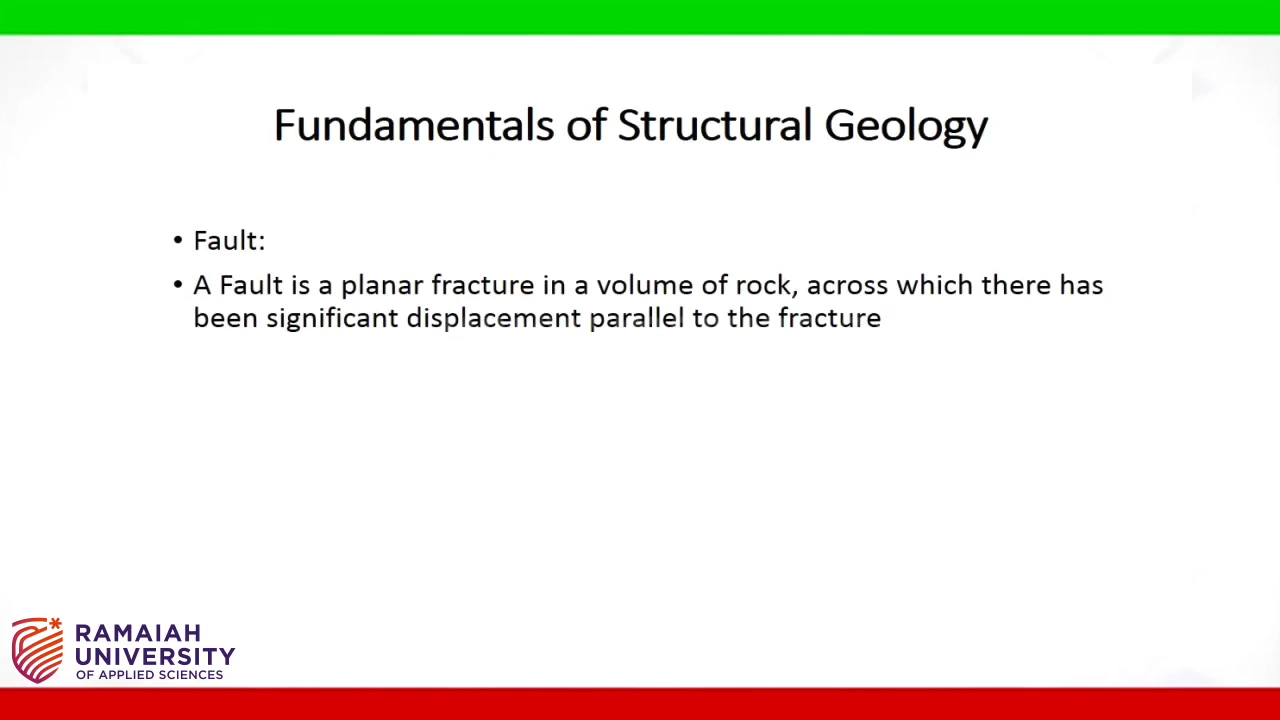 Fundamentals of Structural Geology
• Fault:
• A Fault is a planar fracture in a volume of rock, across which there has
been significant displacement parallel to the fracture
RAMAIAH
UNIVERSITY
OF APPLIED SCIENCES